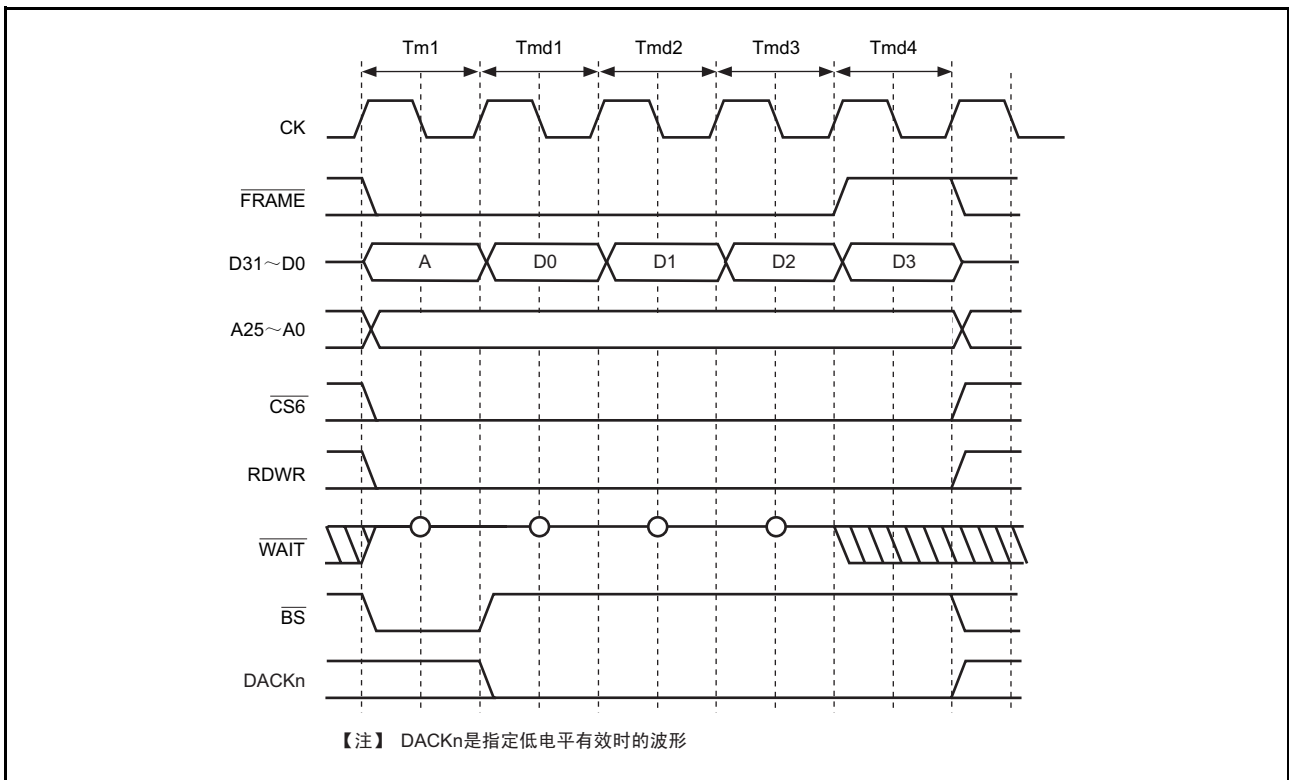 Tm1 Tmd1 Tmd2 Tmd3 Tmd4
CK
FRAME
D31～D0 A D0 D1 D2 D3
A25～A0
CS6
RDWR
WAIT
BS
DACKn
【注】 DACKn是指定低电平有效时的波形